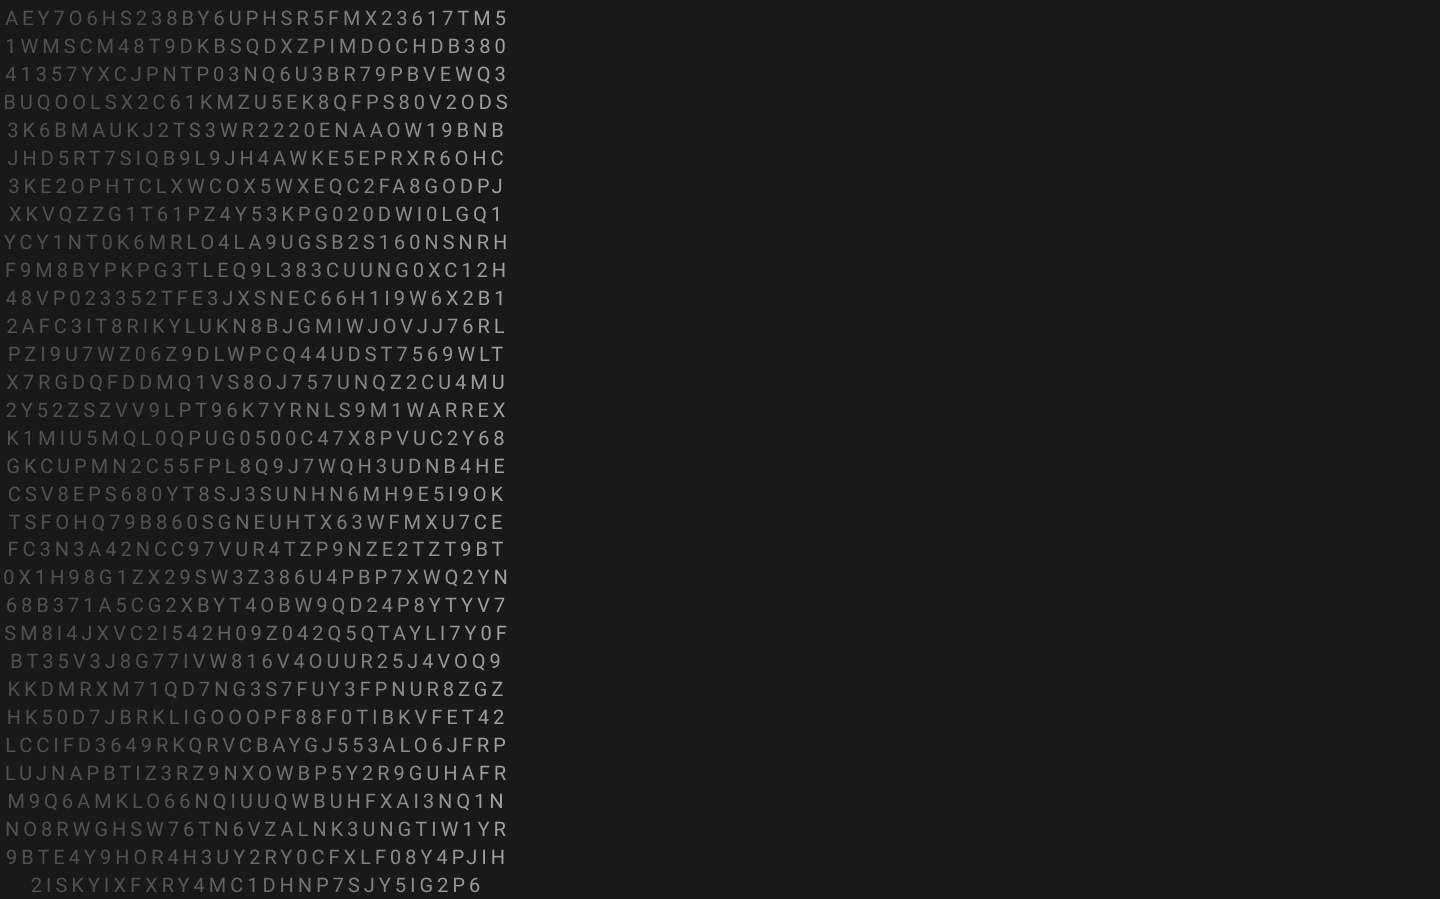 AEY7O6HS238BY6UPHSR5FMX23617TM5
1WMSCM48T9DKBSQDXZPIMDOCHDB380
41357YXCJPNTP03NQ6U3BR79PBVEWQ3
BUQOOLSX2C61KMZU5EK8QFPS80V2ODS
3K6BMAUKJ2TS3WR2220ENAAOW19BNB
JHD5RT7SIQB9L9JH4AWKE5EPRXR6OHC
3KE2OPHTCLXWCOX5WXEQC2FA8GODPJ
XKVQZZG1T61PZ4Y53KPG020DWI0LGQ1
YCY1NT0K6MRLO4LA9UGSB2S160NSNRH
F9M8BYPKPG3TLEQ9L383CUUNG0XC12H
48VP023352TFE3JXSNEC66H1I9W6X2B1
2AFC3IT8RIKYLUKN8BJGMIWJOVJJ76RL
PZI9U7WZ06Z9DLWPCQ44UDST7569WLT
X7RGDQFDDMQ1VS8OJ757UNQZ2CU4MU
2Y52ZSZVV9LPT96K7YRNLS9M1WARREX
K1MIU5MQL0QPUG0500C47X8PVUC2Y68
GKCUPMN2C55FPL8Q9J7WQH3UDNB4HE
CSV8EPS680YT8SJ3SUNHN6MH9E5I9OK
TSFOHQ79B860SGNEUHTX63WFMXU7CE
FC3N3A42NCC97VUR4TZP9NZE2TZT9BT
0X1H98G1ZX29SW3Z386U4PBP7XWQ2YN
68B371A5CG2XBYT4OBW9QD24P8YTYV7
SM8I4JXVC2I542H09Z042Q5QTAYLI7Y0F
BT35V3J8G77IVW816V4OUUR25J4VOQ9
KKDMRXM71QD7NG3S7FUY3FPNUR8ZGZ
HK50D7JBRKLIGOOOPF88F0TIBKVFET42
LCCIFD3649RKQRVCBAYGJ553ALO6JFRP
LUJNAPBTIZ3RZ9NXOWBP5Y2R9GUHAFR
M9Q6AMKLO66NQIUUQWBUHFXAI3NQ1N
NO8RWGHSW76TN6VZALNK3UNGTIW1YR
9BTE4Y9HOR4H3UY2RY0CFXLF08Y4PJIH
2ISKYIXFXRY4MC1DHNP7SJY5IG2P6